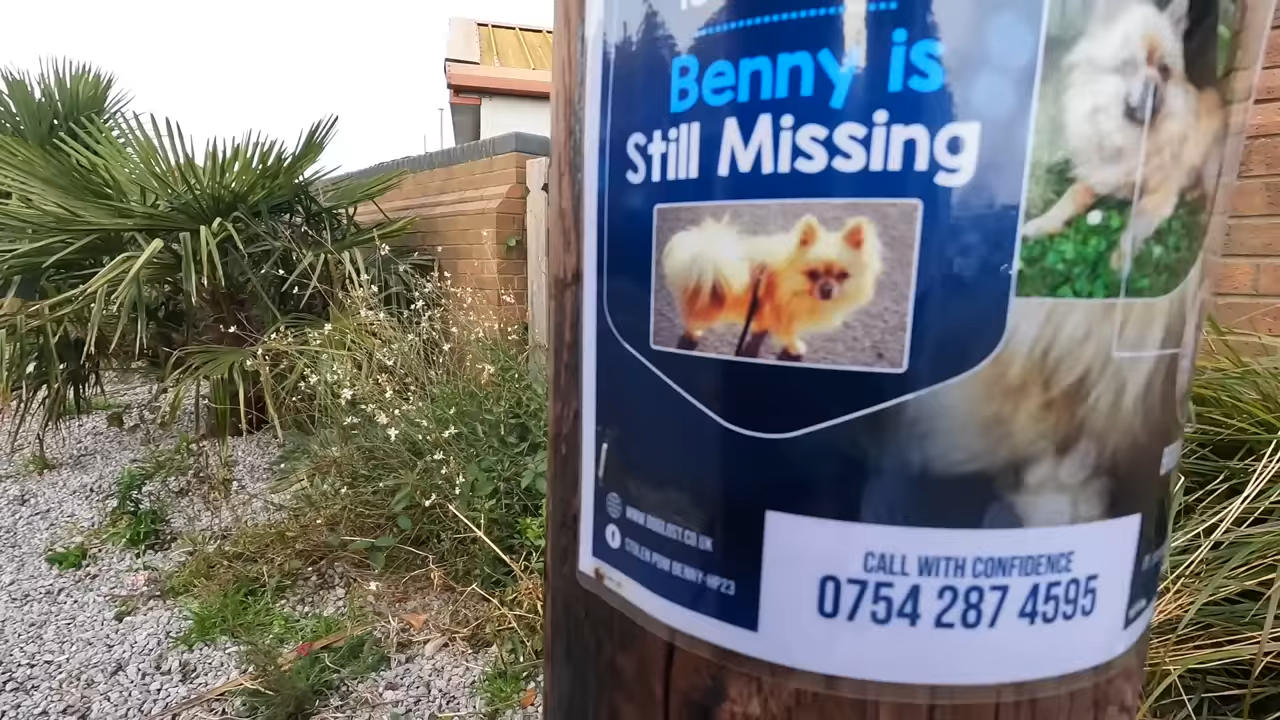 Benny is
Still Missing
WWW.DOGLOST.CO.UK
STOLEN POM BENNY-HP23
CALL WITH CONFIDENCE
0754 287 4595